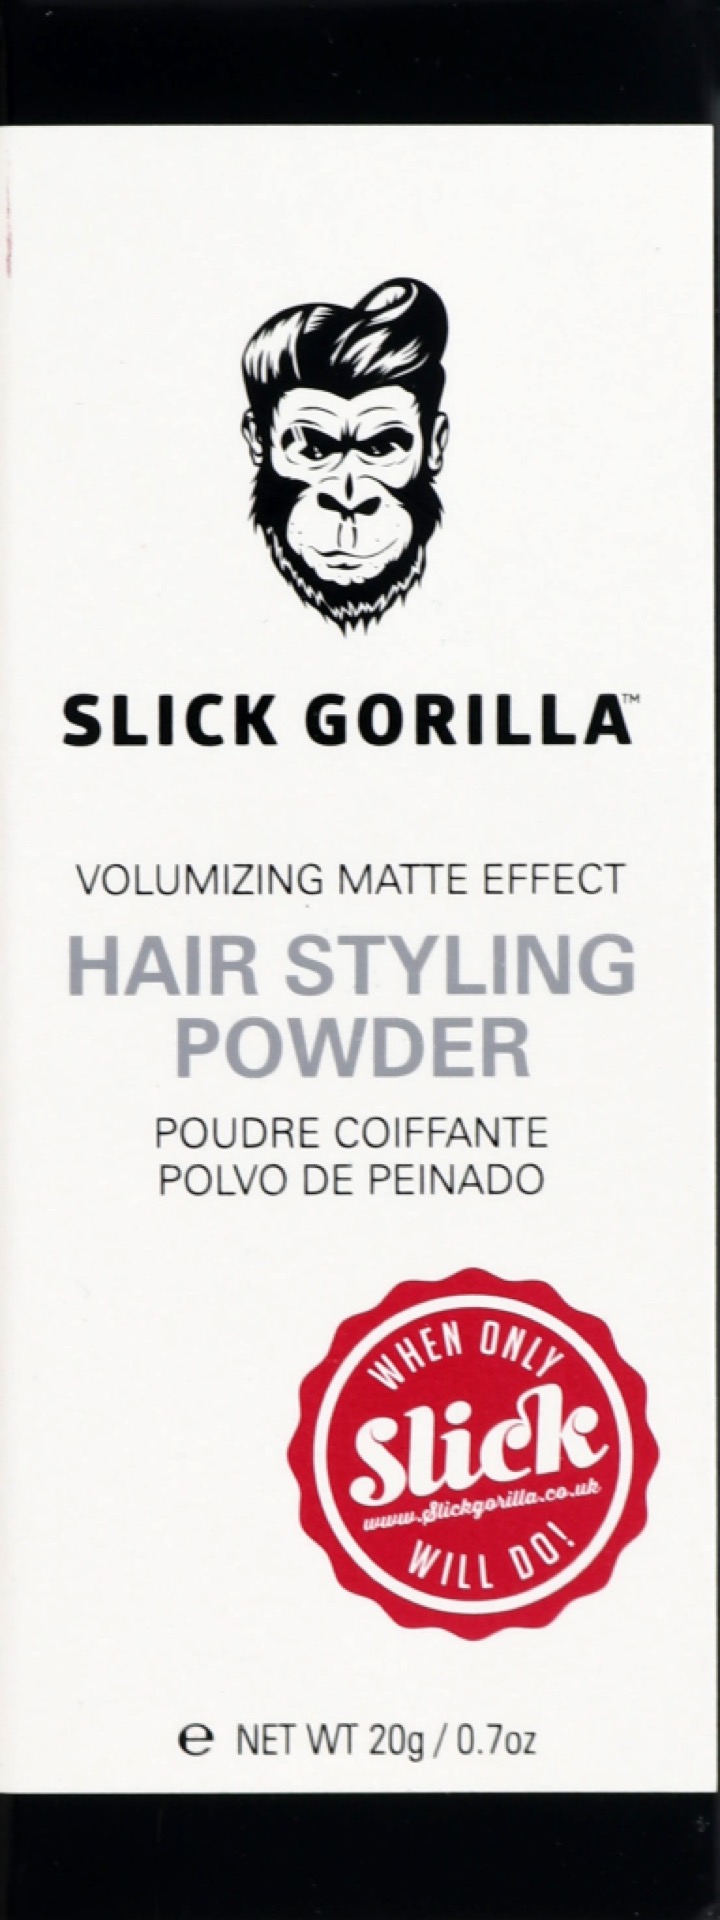 SLICK GORILLA™
VOLUMIZING MATTE EFFECT
HAIR STYLING
POWDER
POUDRE COIFFANTE
POLVO DE PEINADO
WHEN ONLY
Slick
www.Slickgorilla.co.uk
WILL DO!
℮ NET WT 20g / 0.7oz